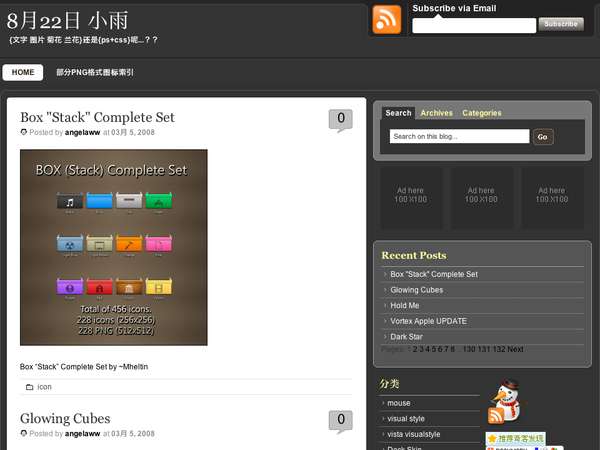 8月22日 小雨
{文字 图片 菊花 兰花}还是{ps+css}呢...？？
Subscribe via Email
Subscribe
HOME
部分PNG格式图标索引
Box "Stack" Complete Set
0
Posted by angelaww at 03月 5, 2008
BOX (Stack) Complete Set
Total of 456 icons.
228 icons (256x256)
228 PNG (512x512)
Box “Stack” Complete Set by ~Mheltin
icon
Glowing Cubes
0
Posted by angelaww at 03月 5, 2008
Search
Archives
Categories
Search on this blog...
Go
Ad here
100 X100
Ad here
100 X100
Ad here
100 X100
Recent Posts
Box "Stack" Complete Set
Glowing Cubes
Hold Me
Vortex Apple UPDATE
Dark Star
Pages: 1 2 3 4 5 6 7 8 ... 130 131 132 Next
分类
mouse
visual style
vista visualstyle
Desk Skin
推荐奇客发现